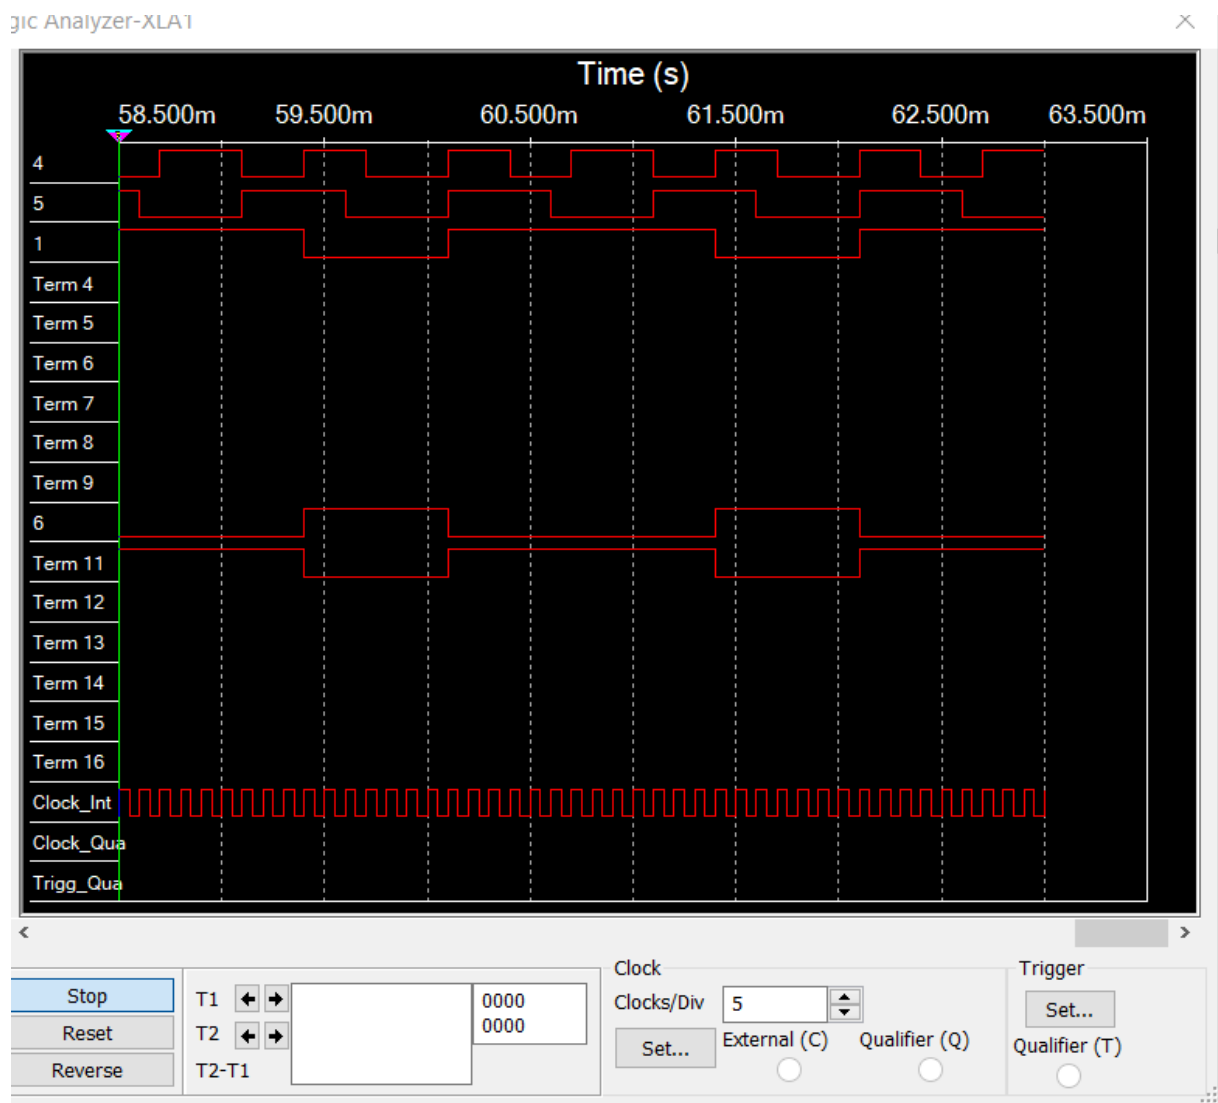 gic Analyzer-XLA1
Time (s)
58.500m 59.500m 60.500m 61.500m 62.500m 63.500m
4
5
1
Term 4
Term 5
Term 6
Term 7
Term 8
Term 9
6
Term 11
Term 12
Term 13
Term 14
Term 15
Term 16
Clock_Int
Clock_Qua
Trigg_Qua
Stop
Reset
Reverse
T1
T2
T2-T1
0000
0000
Clock
Clocks/Div 5
Set...
External (C) Qualifier (Q)
Trigger
Set...
Qualifier (T)